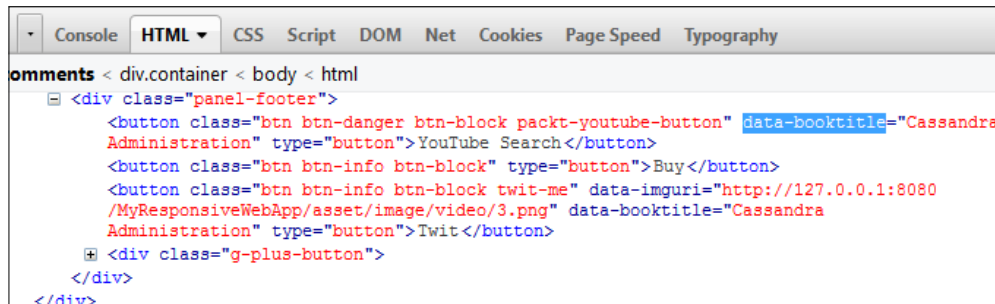 Console HTML CSS Script DOM Net Cookies Page Speed Typography
omments < div.container < body < html
<div class="panel-footer">
<button class="btn btn-danger btn-block packt-youtube-button" data-booktitle="Cassandra
Administration" type="button">YouTube Search</button>
<button class="btn btn-info btn-block" type="button">Buy</button>
<button class="btn btn-info btn-block twit-me" data-imguri="http://127.0.0.1:8080
/MyResponsiveWebApp/asset/image/video/3.png" data-booktitle="Cassandra
Administration" type="button">Twit</button>
<div class="g-plus-button">
</div>
</div>